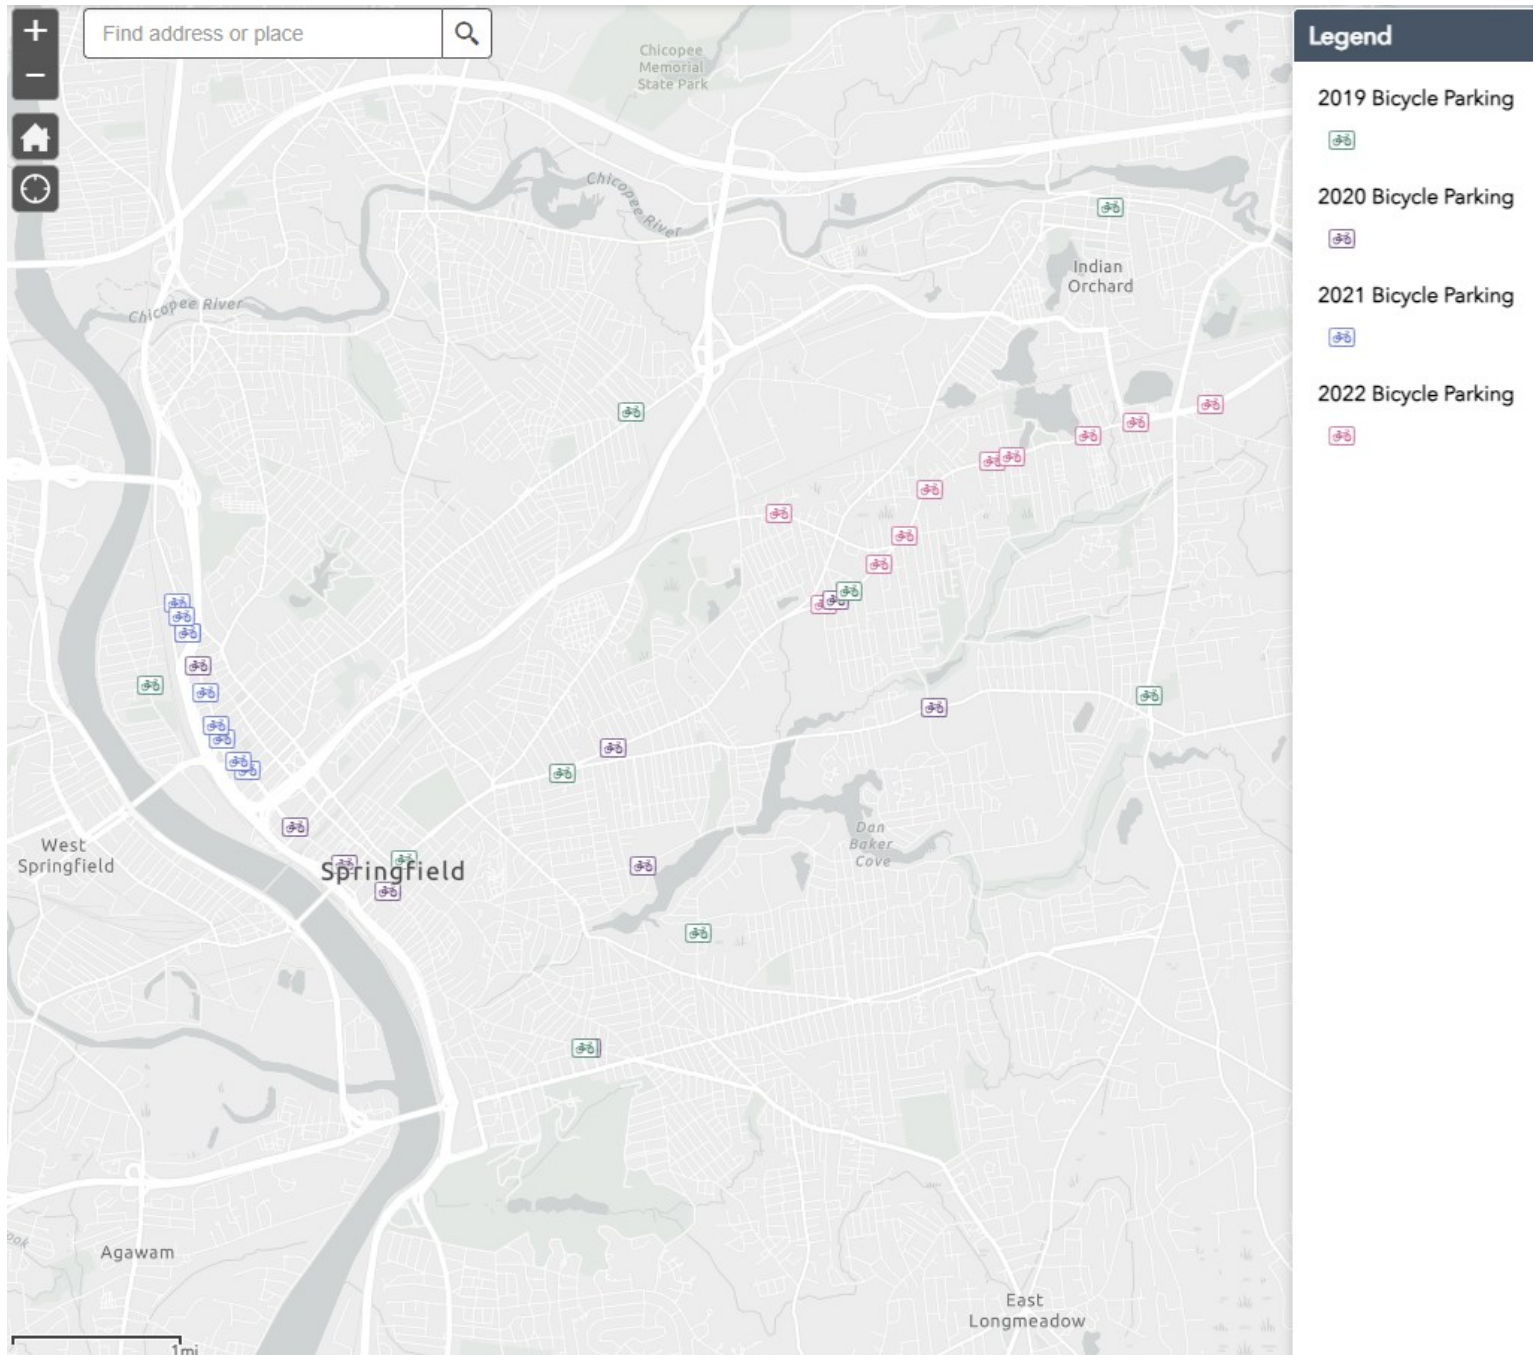 +
Find address or place
−
Chicopee
Memorial
State Park
Chicopee River
Chicopee River
Indian
Orchard
West
Springfield
Springfield
Dan
Baker
Cove
Agawam
East
Longmeadow
1mi
Legend
2019 Bicycle Parking
2020 Bicycle Parking
2021 Bicycle Parking
2022 Bicycle Parking